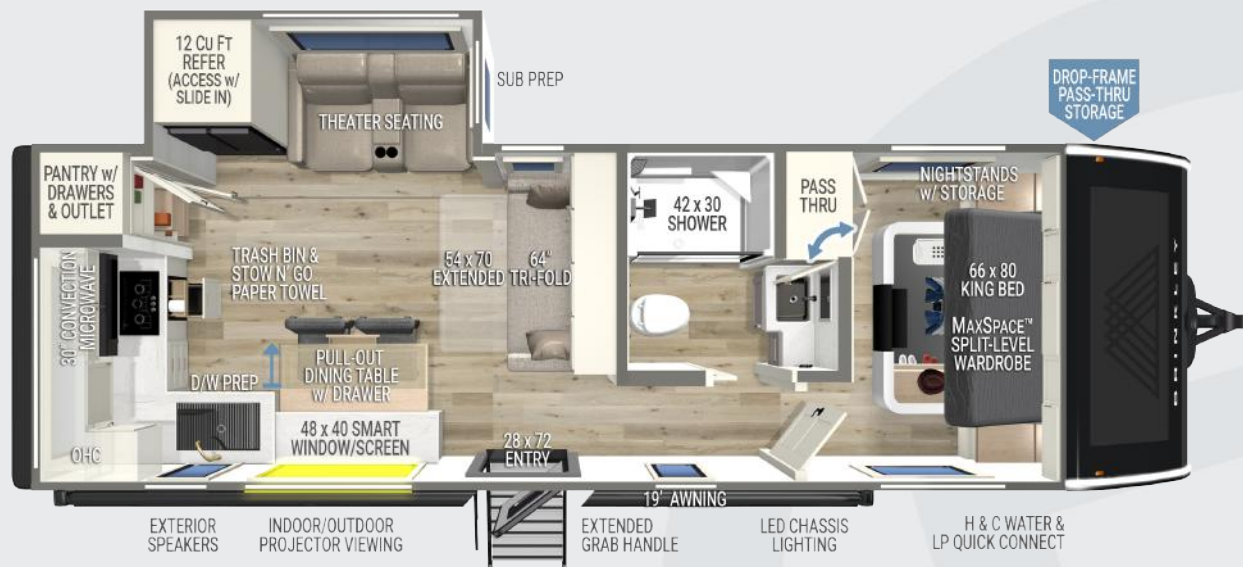 12 CU FT
REFER
(ACCESS w/
SLIDE IN)
THEATER SEATING
SUB PREP
DROP-FRAME
PASS-THRU
STORAGE
PANTRY w/
DRAWERS
& OUTLET
42 x 30
SHOWER
PASS
THRU
NIGHTSTANDS
w/ STORAGE
30" CONVECTION
MICROWAVE
TRASH BIN &
STOW N' GO
PAPER TOWEL
54 x 70
EXTENDED
64"
TRI-FOLD
66 x 80
KING BED
MAXSPACE™
SPLIT-LEVEL
WARDROBE
BRINKLEY
D/W PREP
PULL-OUT
DINING TABLE
w/ DRAWER
OHC
48 x 40 SMART
WINDOW/SCREEN
28 x 72
ENTRY
19' AWNING
EXTERIOR
SPEAKERS
INDOOR/OUTDOOR
PROJECTOR VIEWING
EXTENDED
GRAB HANDLE
LED CHASSIS
LIGHTING
H & C WATER &
LP QUICK CONNECT